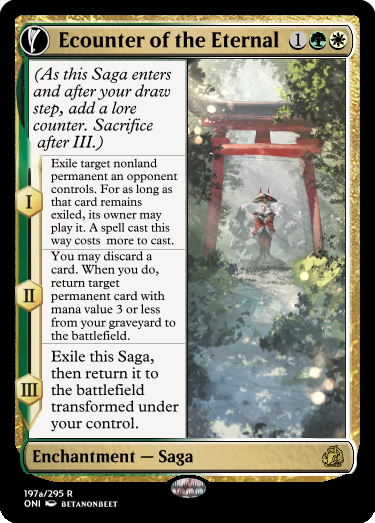 Ecounter of the Eternal 1
(As this Saga enters
and after your draw
step, add a lore
counter. Sacrifice
after III.)
I
Exile target nonland
permanent an opponent
controls. For as long as
that card remains
exiled, its owner may
play it. A spell cast this
way costs  more to cast.
II
You may discard a
card. When you do,
return target
permanent card with
mana value 3 or less
from your graveyard to
the battlefield.
III
Exile this Saga,
then return it to
the battlefield
transformed under
your control.
Enchantment — Saga
197a/295 R
ONI BETANONBEET